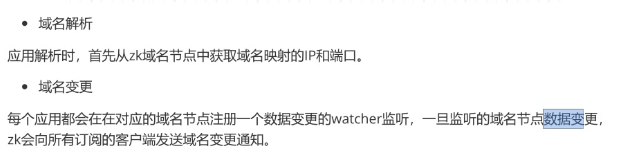 • 域名解析
应用解析时，首先从zk域名节点中获取域名映射的IP和端口。
• 域名变更
每个应用都会在在对应的域名节点注册一个数据变更的watcher监听，一旦监听的域名节点数据变更，
zk会向所有订阅的客户端发送域名变更通知。